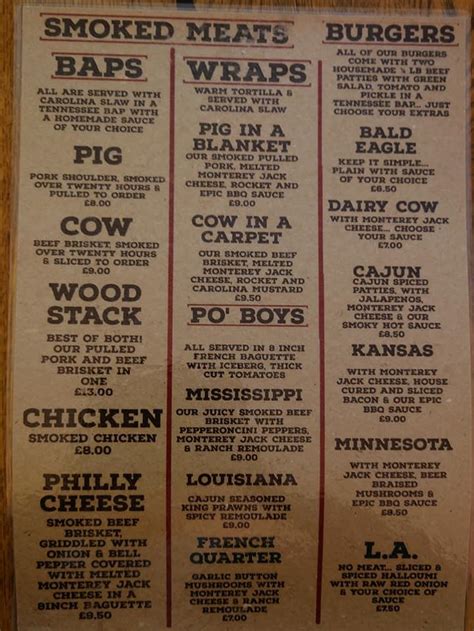 SMOKED MEATS
BAPS
ALL ARE SERVED WITH
CAROLINA SLAW IN A
TENNESSEE BAP WITH
A HOMEMADE SAUCE
OF YOUR CHOICE
PIG
PORK SHOULDER, SMOKED
OVER TWENTY HOURS &
PULLED TO ORDER
£8.00
COW
BEEF BRISKET, SMOKED
OVER TWENTY HOURS
& SLICED TO ORDER
£9.00
WOOD
STACK
BEST OF BOTH!
OUR PULLED
PORK AND BEEF
BRISKET IN
ONE
£13.00
CHICKEN
SMOKED CHICKEN
£8.00
PHILLY
CHEESE
SMOKED BEEF
BRISKET,
GRIDDLED WITH
ONION & BELL
PEPPER COVERED
WITH MELTED
MONTEREY JACK
CHEESE IN A
8INCH BAGUETTE
£9.50
WRAPS
WARM TORTILLA &
SERVED WITH
CAROLINA SLAW
PIG IN A
BLANKET
OUR SMOKED PULLED
PORK, MELTED
MONTEREY JACK
CHEESE, ROCKET AND
EPIC BBQ SAUCE
£8.50
COW IN A
CARPET
OUR SMOKED BEEF
BRISKET, MELTED
MONTEREY JACK
CHEESE, ROCKET AND
CAROLINA MUSTARD
£9.50
PO' BOYS
ALL SERVED IN 8 INCH
FRENCH BAGUETTE
WITH ICEBERG, THICK
CUT TOMATOES
MISSISSIPPI
OUR JUICY SMOKED BEEF
BRISKET WITH
PEPPERONCINI PEPPERS,
MONTEREY JACK CHEESE
& RANCH REMOULADE
£9.00
LOUISIANA
CAJUN SEASONED
KING PRAWNS WITH
SPICY REMOULADE
£9.00
FRENCH
QUARTER
GARLIC BUTTON
MUSHROOMS WITH
MONTEREY JACK
CHEESE & RANCH
REMOULADE
£7.00
BURGERS
ALL OF OUR BURGERS
COME WITH TWO
HOUSEMADE ¼ LB BEEF
PATTIES WITH GREEN
SALAD, TOMATO AND
PICKLE IN A
TENNESSEE BAP... JUST
CHOOSE YOUR EXTRAS
BALD
EAGLE
KEEP IT SIMPLE...
PLAIN WITH SAUCE
OF YOUR CHOICE
£6.50
DAIRY COW
WITH MONTEREY JACK
CHEESE... CHOOSE
YOUR SAUCE
£7.00
CAJUN
CAJUN SPICED
PATTIES, WITH
JALAPENOS,
MONTEREY JACK
CHEESE & OUR
SMOKY HOT SAUCE
£8.50
KANSAS
WITH MONTEREY
JACK CHEESE, HOUSE
CURED AND SLICED
BACON & OUR EPIC
BBQ SAUCE
£8.50
MINNESOTA
WITH MONTEREY JACK
CHEESE, BEER
BRAISED
MUSHROOMS &
EPIC BBQ SAUCE
£8.50
L.A.
NO MEAT... SLICED &
SPICED HALLOUMI
WITH RAW RED ONION
& YOUR CHOICE OF
SAUCE
£7.50